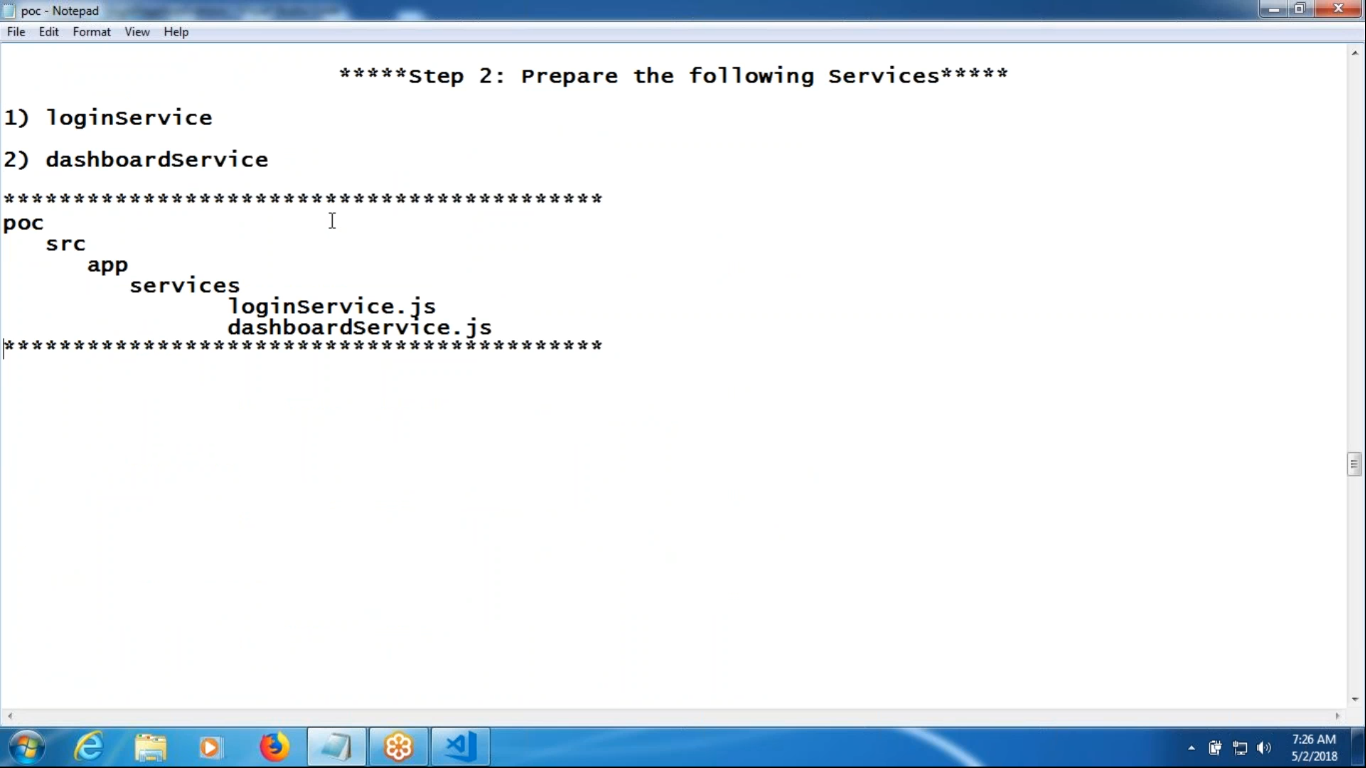 poc - Notepad
File Edit Format View Help
*****Step 2: Prepare the following Services*****
1) loginService
2) dashboardService
*******************************************
poc
src
app
services
loginService.js
dashboardService.js
*******************************************
7:26 AM
5/2/2018